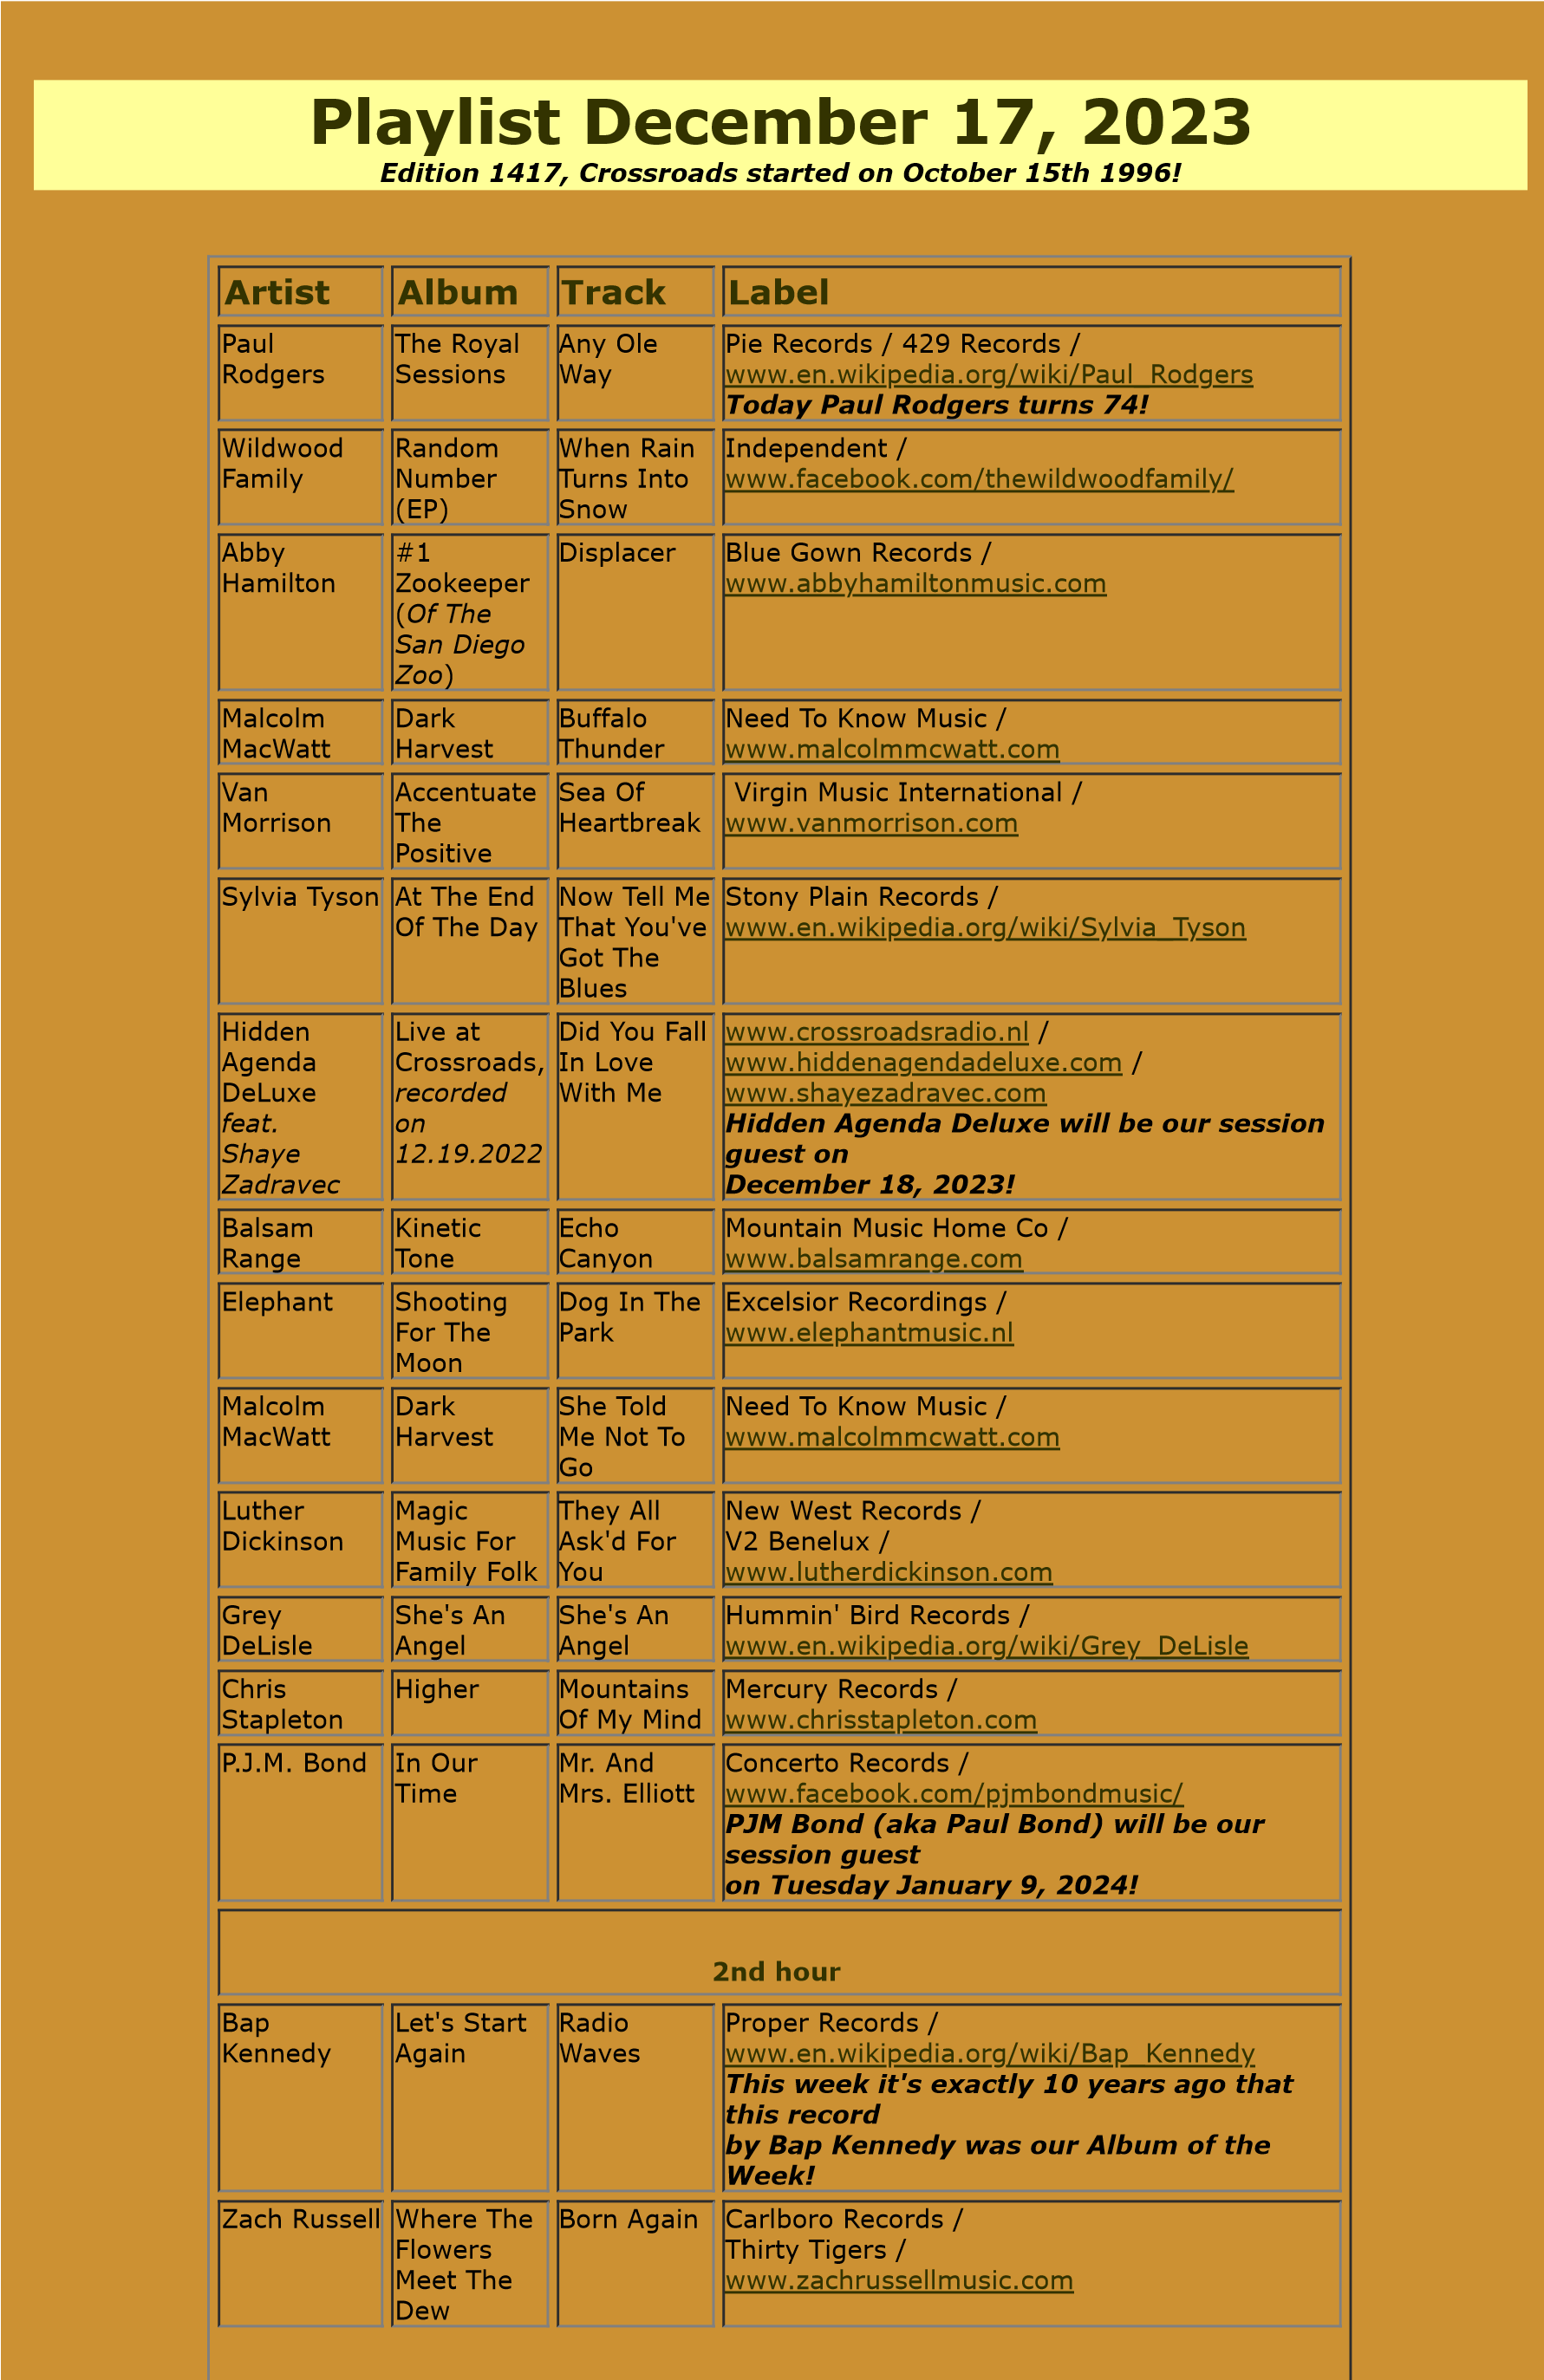 Playlist December 17, 2023
Edition 1417, Crossroads started on October 15th 1996!
Artist
Album
Track
Label
Paul
Rodgers
The Royal
Sessions
Any Ole
Way
Pie Records / 429 Records /
www.en.wikipedia.org/wiki/Paul_Rodgers
Today Paul Rodgers turns 74!
Wildwood
Family
Random
Number
(EP)
When Rain
Turns Into
Snow
Independent /
www.facebook.com/thewildwoodfamily/
Abby
Hamilton
#1
Zookeeper
(Of The
San Diego
Zoo)
Displacer
Blue Gown Records /
www.abbyhamiltonmusic.com
Malcolm
MacWatt
Dark
Harvest
Buffalo
Thunder
Need To Know Music /
www.malcolmmcwatt.com
Van
Morrison
Accentuate
The
Positive
Sea Of
Heartbreak
Virgin Music International /
www.vanmorrison.com
Sylvia Tyson
At The End
Of The Day
Now Tell Me
That You've
Got The
Blues
Stony Plain Records /
www.en.wikipedia.org/wiki/Sylvia_Tyson
Hidden
Agenda
DeLuxe
feat.
Shaye
Zadravec
Live at
Crossroads,
recorded
on
12.19.2022
Did You Fall
In Love
With Me
www.crossroadsradio.nl /
www.hiddenagendadeluxe.com /
www.shayezadravec.com
Hidden Agenda Deluxe will be our session
guest on
December 18, 2023!
Balsam
Range
Kinetic
Tone
Echo
Canyon
Mountain Music Home Co /
www.balsamrange.com
Elephant
Shooting
For The
Moon
Dog In The
Park
Excelsior Recordings /
www.elephantmusic.nl
Malcolm
MacWatt
Dark
Harvest
She Told
Me Not To
Go
Need To Know Music /
www.malcolmmcwatt.com
Luther
Dickinson
Magic
Music For
Family Folk
They All
Ask'd For
You
New West Records /
V2 Benelux /
www.lutherdickinson.com
Grey
DeLisle
She's An
Angel
She's An
Angel
Hummin' Bird Records /
www.en.wikipedia.org/wiki/Grey_DeLisle
Chris
Stapleton
Higher
Mountains
Of My Mind
Mercury Records /
www.chrisstapleton.com
P.J.M. Bond
In Our
Time
Mr. And
Mrs. Elliott
Concerto Records /
www.facebook.com/pjmbondmusic/
PJM Bond (aka Paul Bond) will be our
session guest
on Tuesday January 9, 2024!
2nd hour
Bap
Kennedy
Let's Start
Again
Radio
Waves
Proper Records /
www.en.wikipedia.org/wiki/Bap_Kennedy
This week it's exactly 10 years ago that
this record
by Bap Kennedy was our Album of the
Week!
Zach Russell
Where The
Flowers
Meet The
Dew
Born Again
Carlboro Records /
Thirty Tigers /
www.zachrussellmusic.com